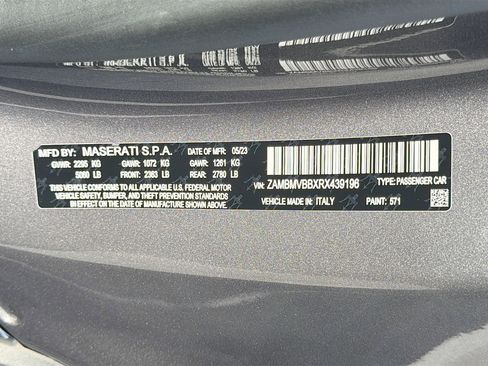 MFD BY: MASERATI S.P.A. DATE OF MFR: 05/23
GVWR: 2295 KG GAWR: 1072 KG GAWR: 1261 KG
5060 LB FRONT: 2363 LB REAR: 2780 LB
THIS VEHICLE CONFORMS TO ALL APPLICABLE U.S. FEDERAL MOTOR
VEHICLE SAFETY, BUMPER, AND THEFT PREVENTION STANDARDS IN
EFFECT ON THE DATE OF MANUFACTURE SHOWN ABOVE.
VIN: ZAMBMVBBXRX439196 TYPE: PASSENGER CAR
VEHICLE MADE IN: ITALY PAINT: 571